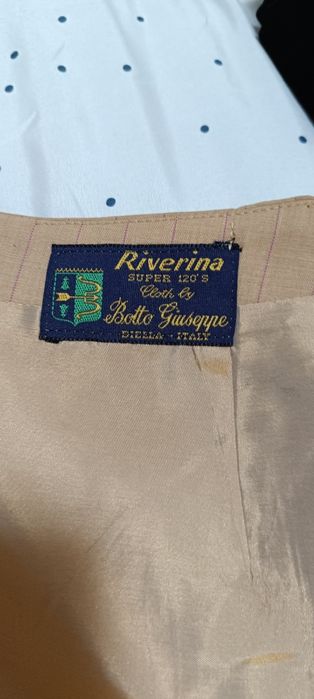 Riverina
SUPER 120'S
Cloth by
Botto Giuseppe
BIELLA - ITALY